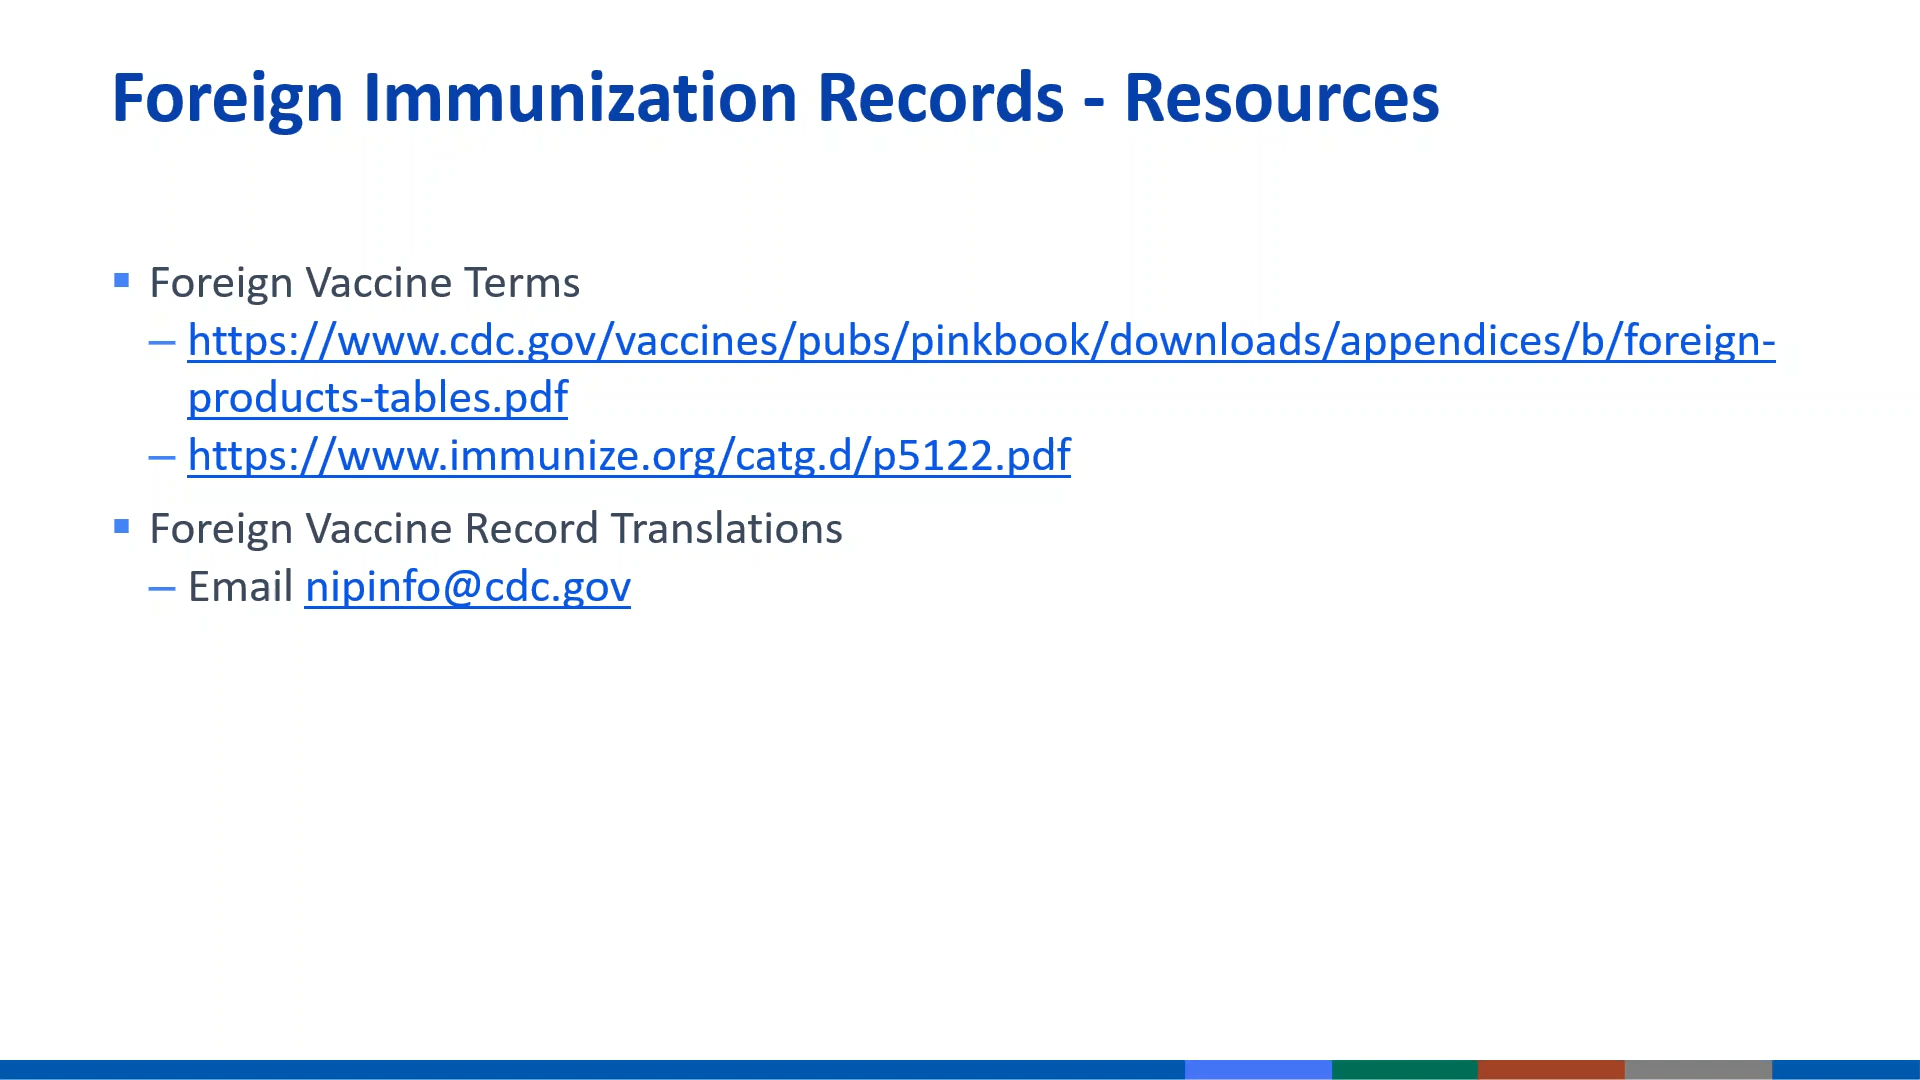 Foreign Immunization Records - Resources
▪ Foreign Vaccine Terms
– https://www.cdc.gov/vaccines/pubs/pinkbook/downloads/appendices/b/foreign-
products-tables.pdf
– https://www.immunize.org/catg.d/p5122.pdf
▪ Foreign Vaccine Record Translations
– Email nipinfo@cdc.gov